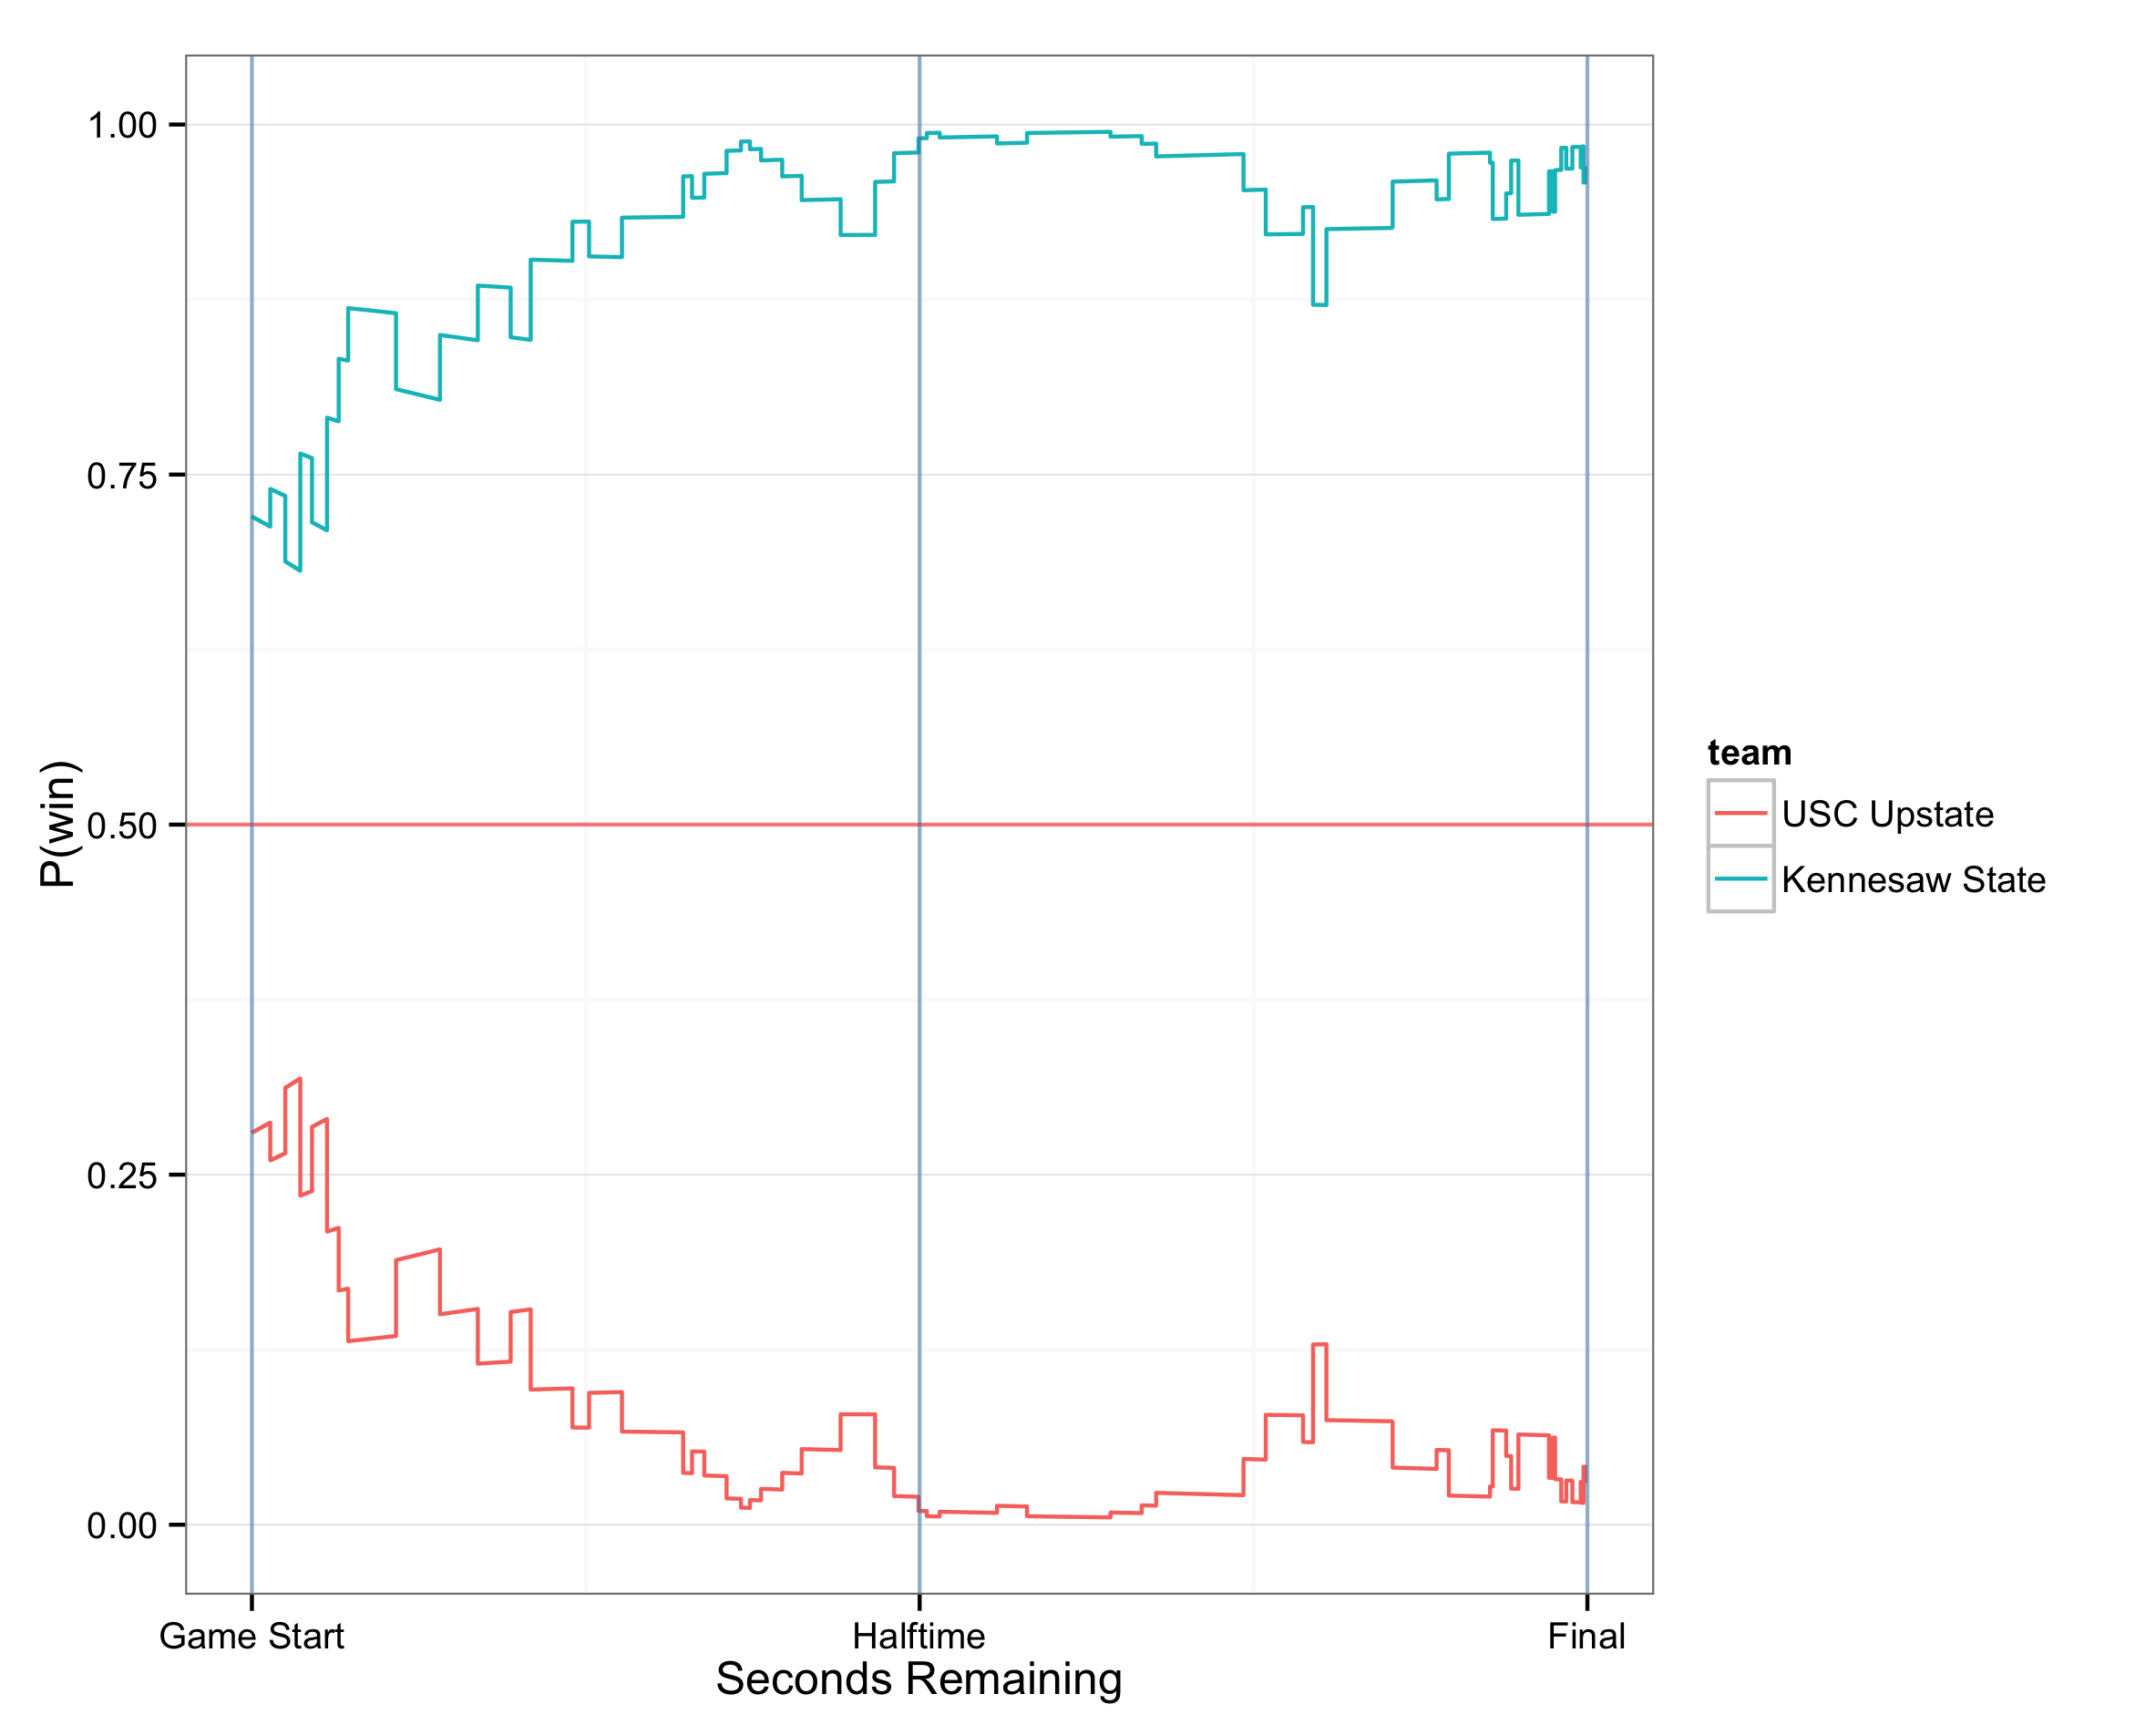 1.00
0.75
0.50
0.25
0.00
P(win)
Game Start
Halftime
Final
Seconds Remaining
team
USC Upstate
Kennesaw State